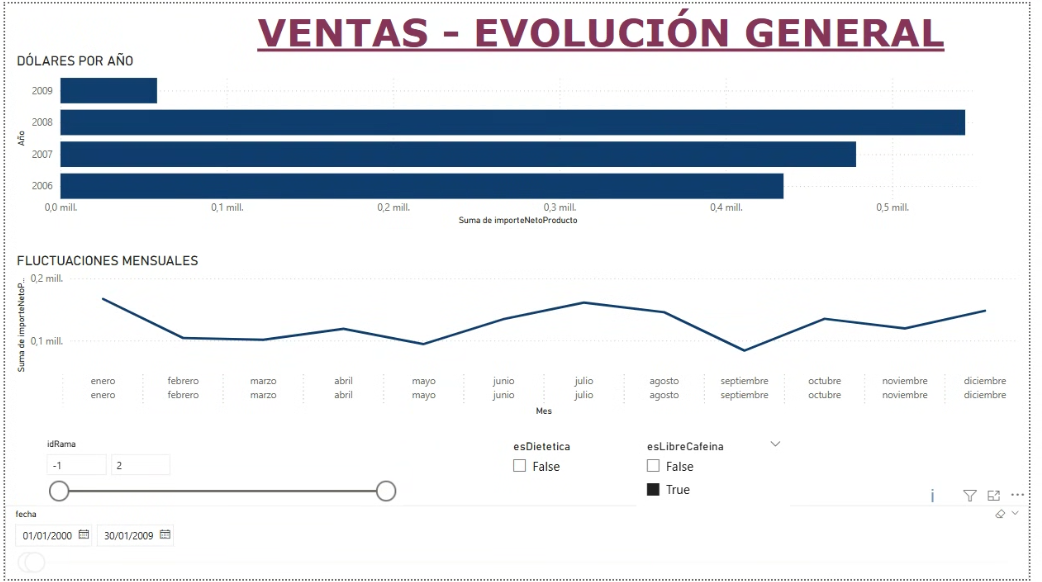 VENTAS - EVOLUCIÓN GENERAL
DÓLARES POR AÑO
2009
2008
2007
2006
Año
0,0 mill. 0,1 mill. 0,2 mill. 0,3 mill. 0,4 mill. 0,5 mill.
Suma de importeNetoProducto
FLUCTUACIONES MENSUALES
0,2 mill.
0,1 mill.
Suma de importeNetoP...
enero febrero marzo abril mayo junio julio agosto septiembre octubre noviembre diciembre
enero febrero marzo abril mayo junio julio agosto septiembre octubre noviembre diciembre
Mes
idRama
-1 2
esDietetica
False
esLibreCafeina
False
True
fecha
01/01/2000 30/01/2009